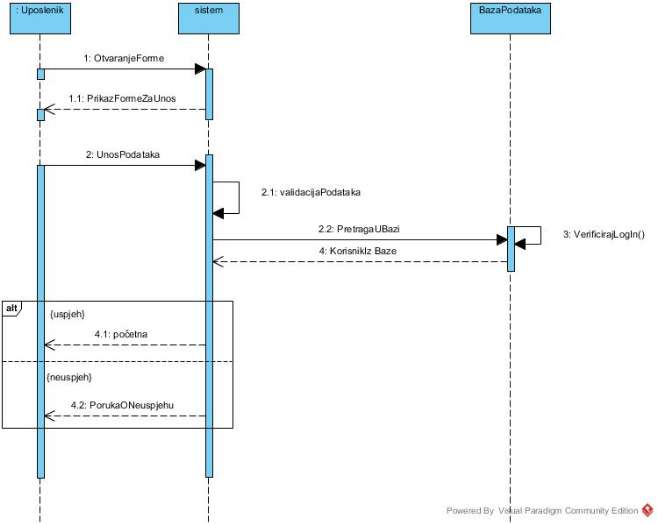 : Uposlenik
sistem
BazaPodataka
1: OtvaranjeForme
1.1: PrikazFormeZaUnos
2: UnosPodataka
2.1: validacijaPodataka
2.2: PretragaUBazi
3: VerificirajLogIn()
4: KorisnikIz Baze
alt
{uspjeh}
4.1: početna
{neuspjeh}
4.2: PorukaONeuspjehu
Powered By Visual Paradigm Community Edition